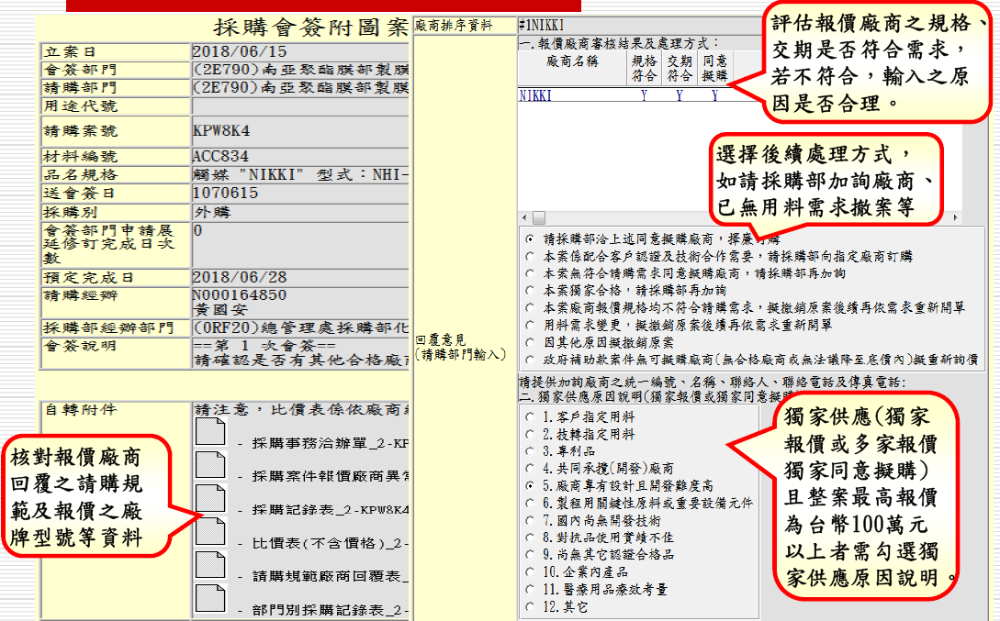 採購會簽附圖案
立案日 2018/06/15
會簽部門 (2E790)南亞聚酯膜部製膜
請購部門 (2E790)南亞聚酯膜部製膜
用途代號
請購案號 KPW8K4
材料編號 ACC834
品名規格 觸媒 "NIKKI" 型式：NHI-
送會簽日 1070615
採購別 外購
會簽部門申請展
延修訂完成日次
數
0
預定完成日 2018/06/28
請購經辦 N000164850
黃國安
採購部經辦部門 (0RF20)總管理處採購部化
會簽說明 ==第 1 次會簽==
請確認是否有其他合格廠
自轉附件 請注意，比價表係依廠商
- 採購事務洽辦單_2-KP
- 採購案件報價廠商異常
- 採購記錄表_2-KPW8K4
- 比價表(不含價格)_2-
- 請購規範廠商回覆表_
- 部門別採購記錄表_2-
核對報價廠商
回覆之請購規
範及報價之廠
牌型號等資料
廠商排序資料 #1NIKKI
回覆意見
(請購部門輸入)
一.報價廠商審核結果及處理方式：
廠商名稱 規格 交期 同意
符合 符合 擬購
NIKKI Y Y Y
評估報價廠商之規格、
交期是否符合需求，
若不符合，輸入之原
因是否合理。
選擇後續處理方式，
如請採購部加詢廠商、
已無用料需求撤案等
請採購部洽上述同意擬購廠商，擇廠訂購
本案係配合客戶認證及技術合作需要，請採購部向指定廠商訂購
本案無符合請購需求同意擬購廠商，請採購部再加詢
本案獨家合格，請採購部再加詢
本案廠商報價規格均不符合請購需求，擬撤銷原案後續再依需求重新開單
用料需求變更，擬撤銷原案後續再依需求重新開單
因其他原因擬撤銷原案
政府補助款案件無可擬購廠商(無合格廠商或無法議降至底價內)擬重新詢價
請提供加詢廠商之統一編號、名稱、聯絡人、聯絡電話及傳真電話:
二.獨家供應原因說明(獨家報價或獨家同意擬購
1.客戶指定用料
2.技轉指定用料
3.專利品
4.共同承攬(開發)廠商
5.廠商專有設計且開發難度高
6.製程用關鍵性原料或重要設備元件
7.國內尚無開發技術
8.對抗品使用實績不佳
9.尚無其它認證合格品
10.企業內產品
11.醫療用品療效考量
12.其它
獨家供應(獨家
報價或多家報價
獨家同意擬購)
且整案最高報價
為台幣100萬元
以上者需勾選獨
家供應原因說明。